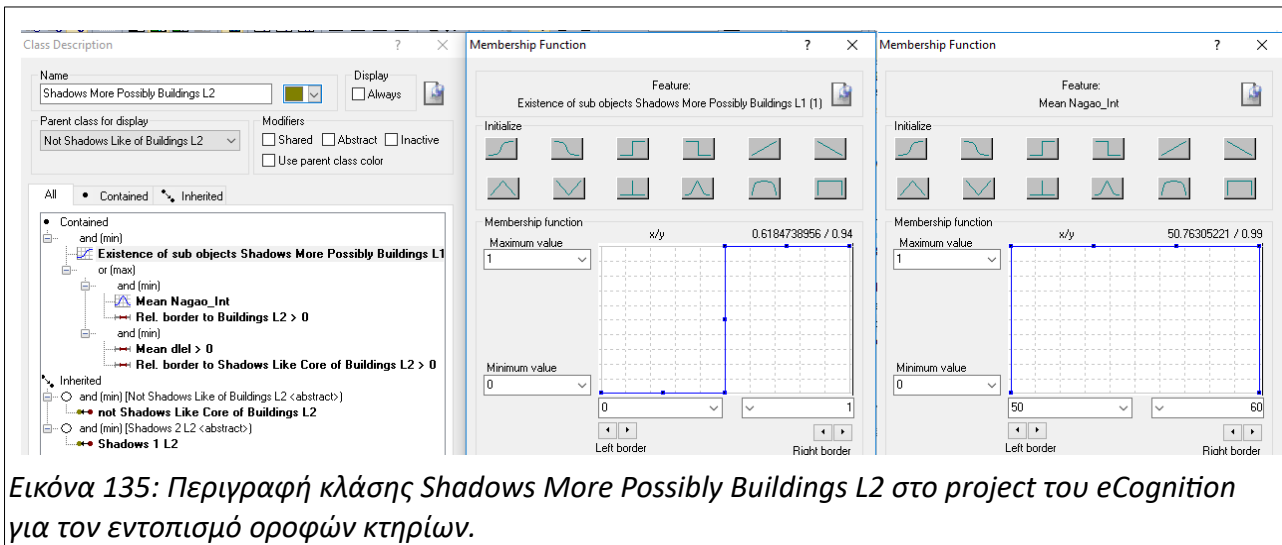 Class Description ? ×
Name
Shadows More Possibly Buildings L2
Display
Always
Parent class for display
Not Shadows Like of Buildings L2
Modifiers
Shared Abstract Inactive
Use parent class color
All Contained Inherited
Contained
and (min)
Existence of sub objects Shadows More Possibly Buildings L1
or (max)
and (min)
Mean Nagao_Int
Rel. border to Buildings L2 > 0
and (min)
Mean dlel > 0
Rel. border to Shadows Like Core of Buildings L2 > 0
Inherited
and (min) [Not Shadows Like of Buildings L2 <abstract>]
not Shadows Like Core of Buildings L2
and (min) [Shadows 2 L2 <abstract>]
Shadows 1 L2
Membership Function ? ×
Feature:
Existence of sub objects Shadows More Possibly Buildings L1 (1)
Initialize
Membership function
x/y 0.6184738956 / 0.94
Maximum value
1
Minimum value
0
0 1
Left border Right border
Membership Function ? ×
Feature:
Mean Nagao_Int
Initialize
Membership function
x/y 50.76305221 / 0.99
Maximum value
1
Minimum value
0
50 60
Left border Right border
Εικόνα 135: Περιγραφή κλάσης Shadows More Possibly Buildings L2 στο project του eCognition
για τον εντοπισμό οροφών κτηρίων.